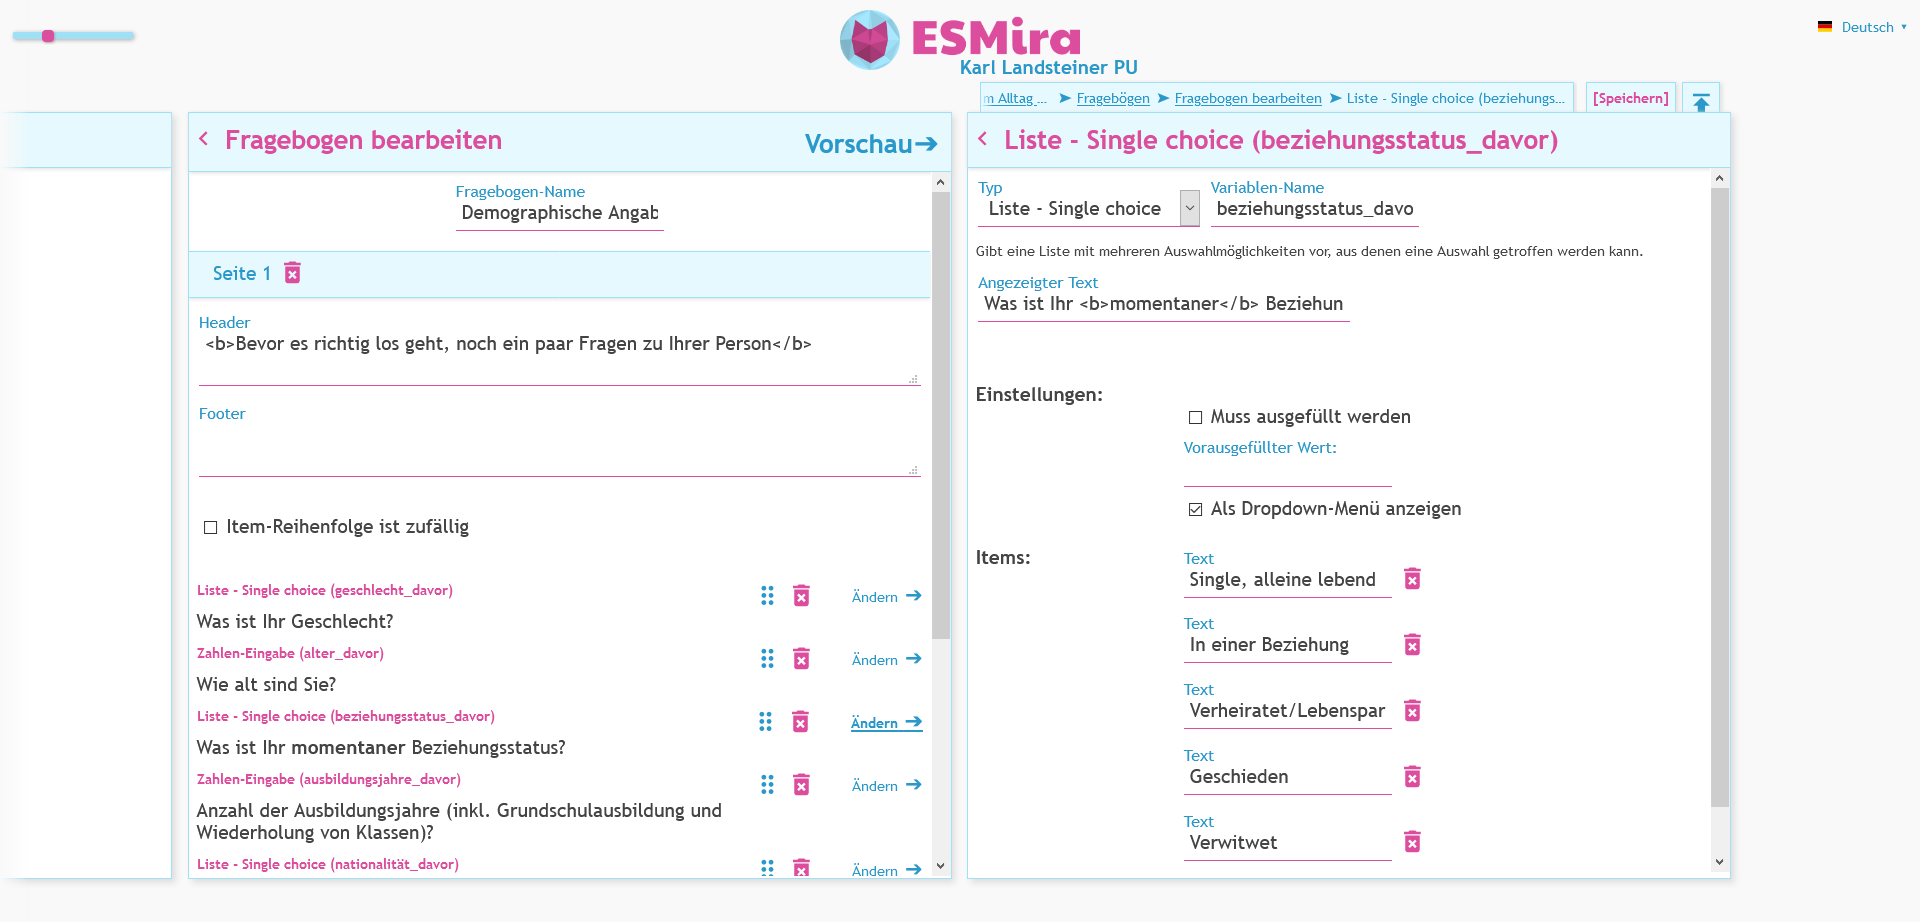 ESMira
Karl Landsteiner PU
Deutsch
m Alltag ... ➤ Fragebögen ➤ Fragebogen bearbeiten ➤ Liste - Single choice (beziehungs...
[Speichern]
Fragebogen bearbeiten
Vorschau➔
Fragebogen-Name
Demographische Angab
Seite 1
Header
<b>Bevor es richtig los geht, noch ein paar Fragen zu Ihrer Person</b>
Footer
Item-Reihenfolge ist zufällig
Liste - Single choice (geschlecht_davor)
Ändern ➔
Was ist Ihr Geschlecht?
Zahlen-Eingabe (alter_davor)
Ändern ➔
Wie alt sind Sie?
Liste - Single choice (beziehungsstatus_davor)
Ändern ➔
Was ist Ihr momentaner Beziehungsstatus?
Zahlen-Eingabe (ausbildungsjahre_davor)
Ändern ➔
Anzahl der Ausbildungsjahre (inkl. Grundschulausbildung und
Wiederholung von Klassen)?
Liste - Single choice (nationalität_davor)
Ändern ➔
Liste - Single choice (beziehungsstatus_davor)
Typ
Liste - Single choice
Variablen-Name
beziehungsstatus_davo
Gibt eine Liste mit mehreren Auswahlmöglichkeiten vor, aus denen eine Auswahl getroffen werden kann.
Angezeigter Text
Was ist Ihr <b>momentaner</b> Beziehun
Einstellungen:
Muss ausgefüllt werden
Vorausgefüllter Wert:
Als Dropdown-Menü anzeigen
Items:
Text
Single, alleine lebend
Text
In einer Beziehung
Text
Verheiratet/Lebenspar
Text
Geschieden
Text
Verwitwet